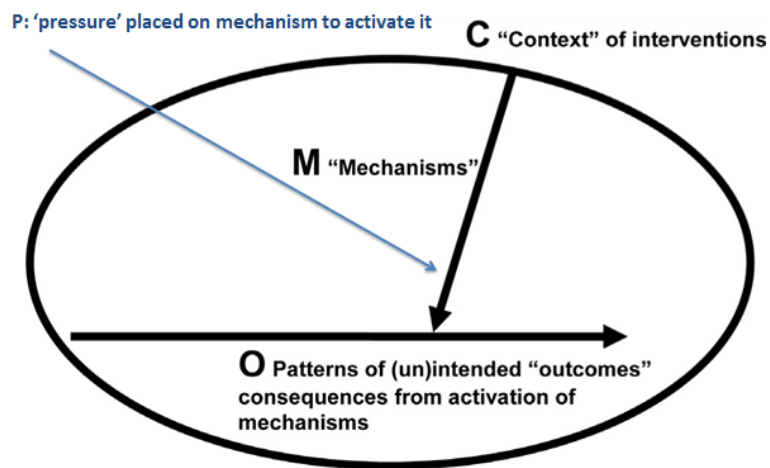 P: ‘pressure’ placed on mechanism to activate it
C “Context” of interventions
M “Mechanisms”
O Patterns of (un)intended “outcomes”
consequences from activation of
mechanisms